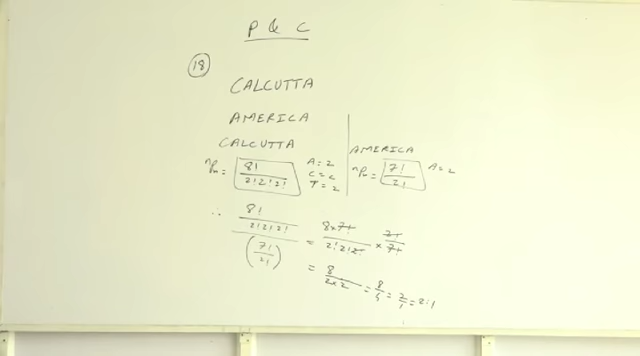 P & C
18
CALCUTTA
AMERICA
CALCUTTA
ⁿPₙ = 8! / 2!2!2!
A = 2
C = 2
T = 2
AMERICA
ⁿPₙ = 7! / 2!
A = 2
∴ (8! / 2!2!2!) / (7! / 2!) = 8×7! / 2!2!2! × 2! / 7!
= 8 / 2×2 = 8/4 = 2/1 = 2:1